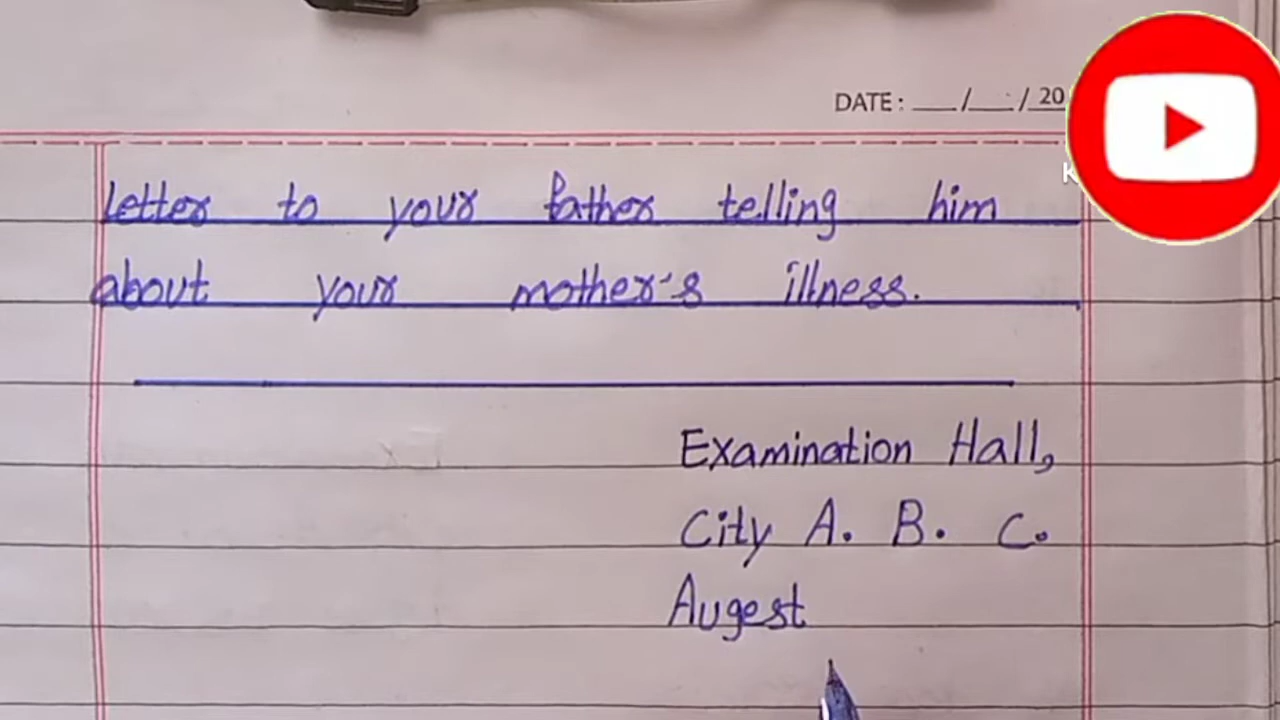 DATE : ___/___/ 20
letter to your father telling him
about your mother's illness.
Examination Hall,
City A. B. C.
Augest